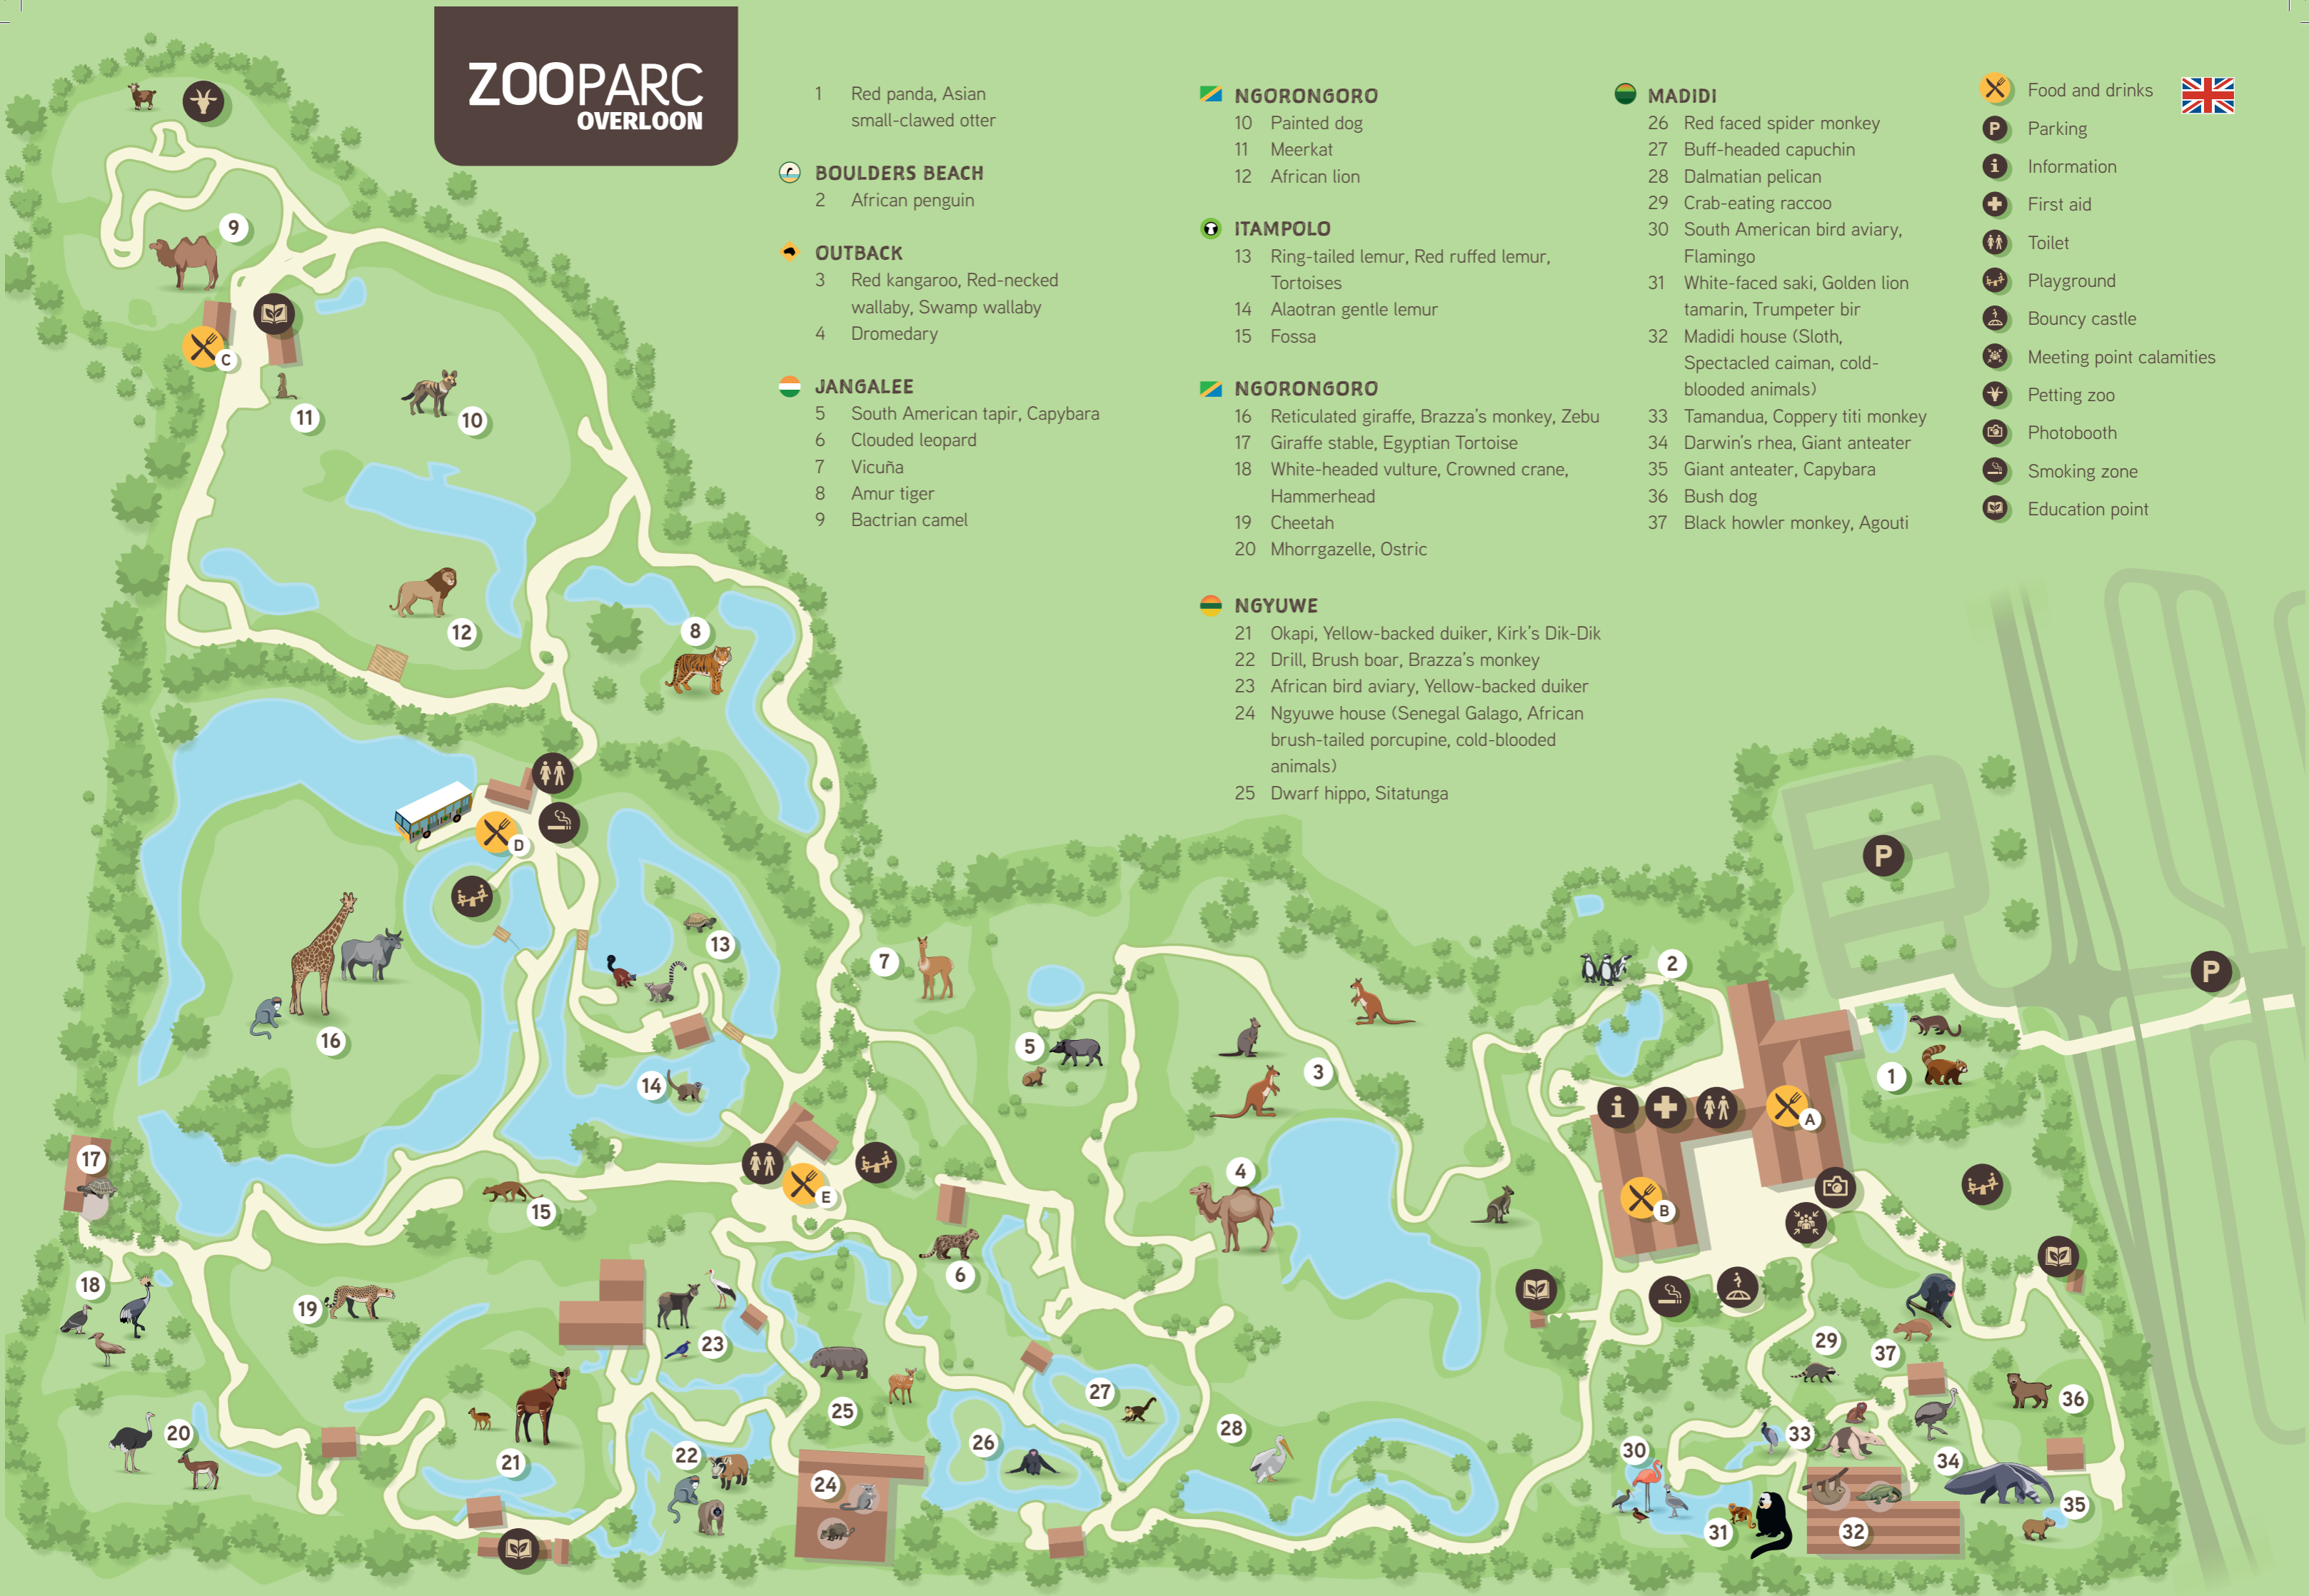 ZOOPARC
OVERLOON
1 Red panda, Asian
small-clawed otter
BOULDERS BEACH
2 African penguin
OUTBACK
3 Red kangaroo, Red-necked
wallaby, Swamp wallaby
4 Dromedary
JANGALEE
5 South American tapir, Capybara
6 Clouded leopard
7 Vicuña
8 Amur tiger
9 Bactrian camel
NGORONGORO
10 Painted dog
11 Meerkat
12 African lion
ITAMPOLO
13 Ring-tailed lemur, Red ruffed lemur,
Tortoises
14 Alaotran gentle lemur
15 Fossa
NGORONGORO
16 Reticulated giraffe, Brazza's monkey, Zebu
17 Giraffe stable, Egyptian Tortoise
18 White-headed vulture, Crowned crane,
Hammerhead
19 Cheetah
20 Mhorrgazelle, Ostric
NGYUWE
21 Okapi, Yellow-backed duiker, Kirk's Dik-Dik
22 Drill, Brush boar, Brazza's monkey
23 African bird aviary, Yellow-backed duiker
24 Ngyuwe house (Senegal Galago, African
brush-tailed porcupine, cold-blooded
animals)
25 Dwarf hippo, Sitatunga
MADIDI
26 Red faced spider monkey
27 Buff-headed capuchin
28 Dalmatian pelican
29 Crab-eating raccoo
30 South American bird aviary,
Flamingo
31 White-faced saki, Golden lion
tamarin, Trumpeter bir
32 Madidi house (Sloth,
Spectacled caiman, cold-
blooded animals)
33 Tamandua, Coppery titi monkey
34 Darwin's rhea, Giant anteater
35 Giant anteater, Capybara
36 Bush dog
37 Black howler monkey, Agouti
Food and drinks
P Parking
i Information
First aid
Toilet
Playground
Bouncy castle
Meeting point calamities
Petting zoo
Photobooth
Smoking zone
Education point
9
C
11
10
12
8
D
13
7
16
14
5
3
2
P
P
1
17
15
E
4
i
A
B
18
19
6
23
25
27
28
29
37
36
20
21
22
24
26
30
33
34
31
32
35